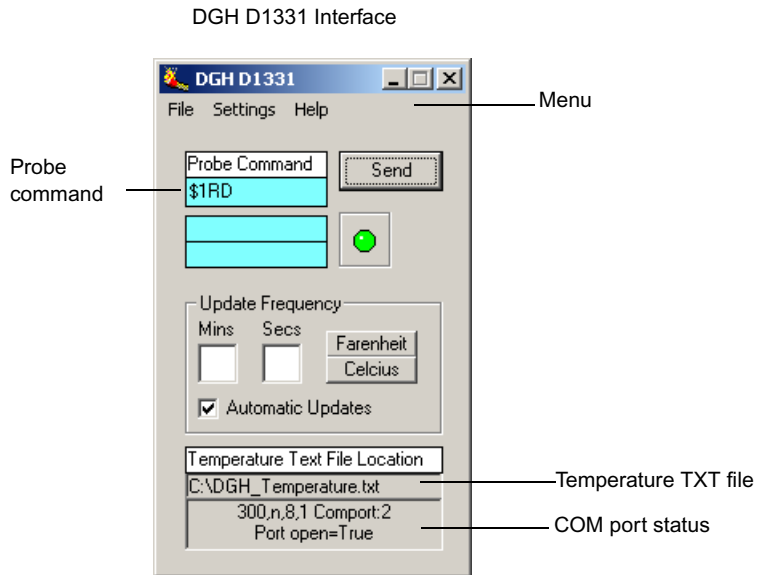 DGH D1331 Interface
DGH D1331
File Settings Help
Menu
Probe Command
Send
Probe
command
$1RD
Update Frequency
Mins Secs
Farenheit
Celcius
Automatic Updates
Temperature Text File Location
C:\DGH_Temperature.txt
Temperature TXT file
300,n,8,1 Comport:2
Port open=True
COM port status